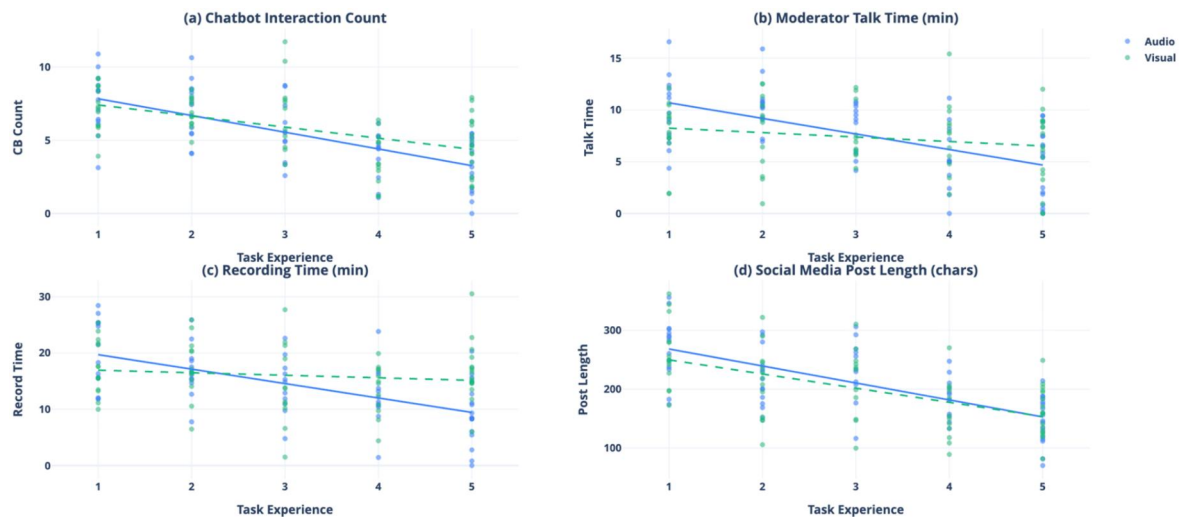 (a) Chatbot Interaction Count
CB Count
10
5
0
1 2 3 4 5
Task Experience
(b) Moderator Talk Time (min)
Talk Time
15
10
5
0
1 2 3 4 5
Task Experience
Audio
Visual
(c) Recording Time (min)
Record Time
30
20
10
0
1 2 3 4 5
Task Experience
(d) Social Media Post Length (chars)
Post Length
300
200
100
1 2 3 4 5
Task Experience